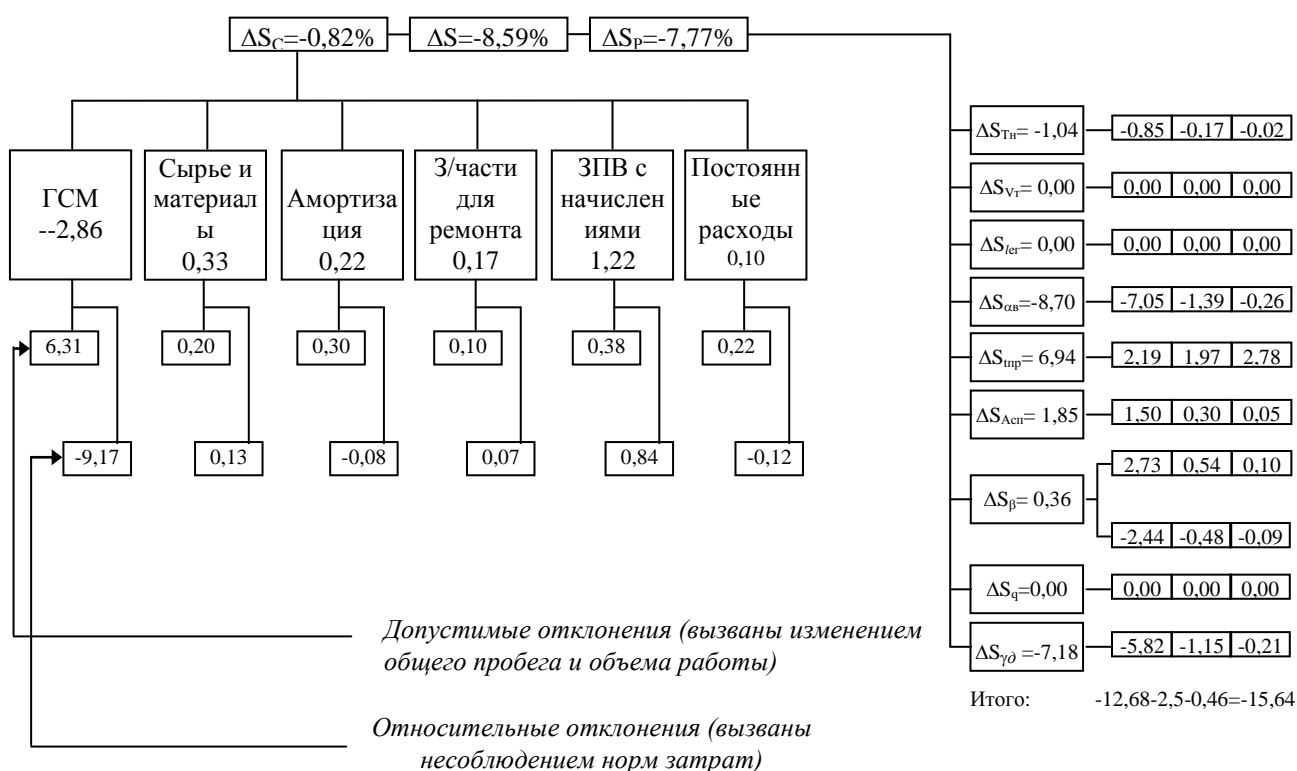 ΔS_C=-0,82% ΔS=-8,59% ΔS_P=-7,77%
ГСМ
--2,86
Сырье и
материал
ы
0,33
Амортиза
ция
0,22
З/части
для
ремонта
0,17
ЗПВ с
начислен
иями
1,22
Постоянн
ые
расходы
0,10
6,31 0,20 0,30 0,10 0,38 0,22
-9,17 0,13 -0,08 0,07 0,84 -0,12
Допустимые отклонения (вызваны изменением
общего пробега и объема работы)
Относительные отклонения (вызваны
несоблюдением норм затрат)
ΔS_Тн= -1,04 -0,85 -0,17 -0,02
ΔS_Vт= 0,00 0,00 0,00 0,00
ΔS_lег= 0,00 0,00 0,00 0,00
ΔS_αв=-8,70 -7,05 -1,39 -0,26
ΔS_tпр= 6,94 2,19 1,97 2,78
ΔS_Асп= 1,85 1,50 0,30 0,05
2,73 0,54 0,10
ΔS_β= 0,36
-2,44 -0,48 -0,09
ΔS_q=0,00 0,00 0,00 0,00
ΔS_γд =-7,18 -5,82 -1,15 -0,21
Итого: -12,68-2,5-0,46=-15,64